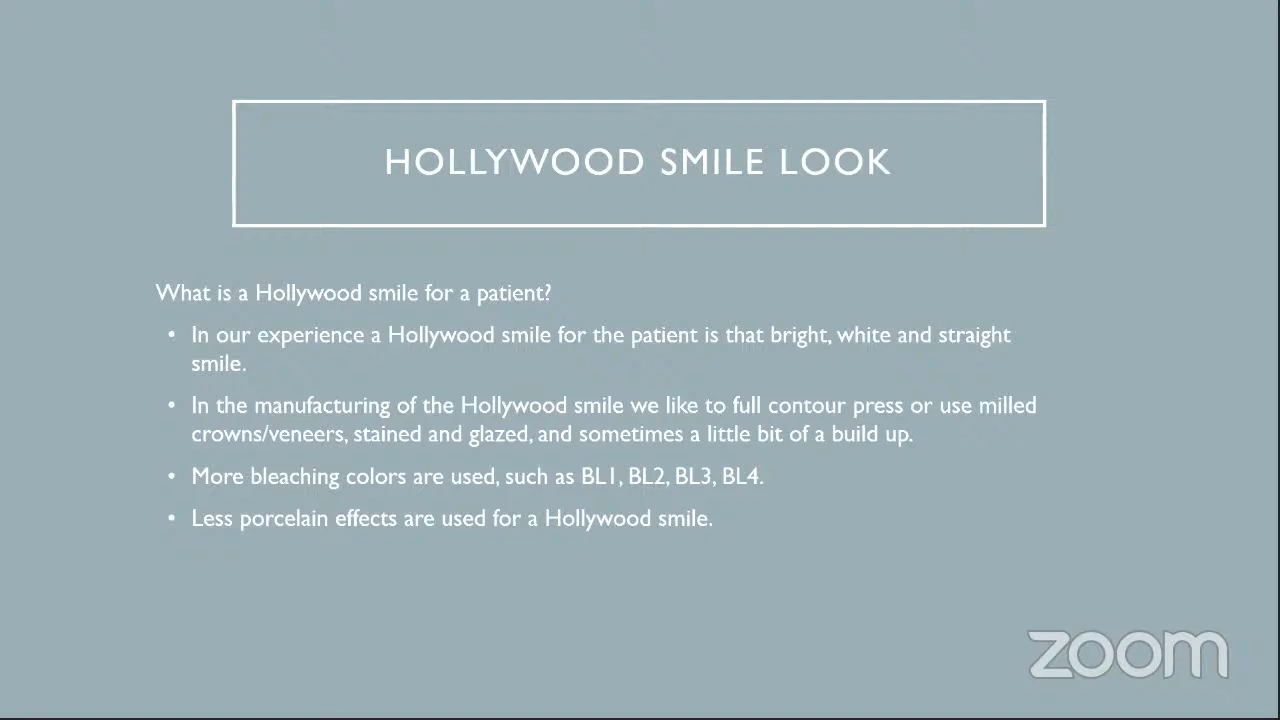 HOLLYWOOD SMILE LOOK
What is a Hollywood smile for a patient?
• In our experience a Hollywood smile for the patient is that bright, white and straight
smile.
• In the manufacturing of the Hollywood smile we like to full contour press or use milled
crowns/veneers, stained and glazed, and sometimes a little bit of a build up.
• More bleaching colors are used, such as BL1, BL2, BL3, BL4.
• Less porcelain effects are used for a Hollywood smile.
zoom